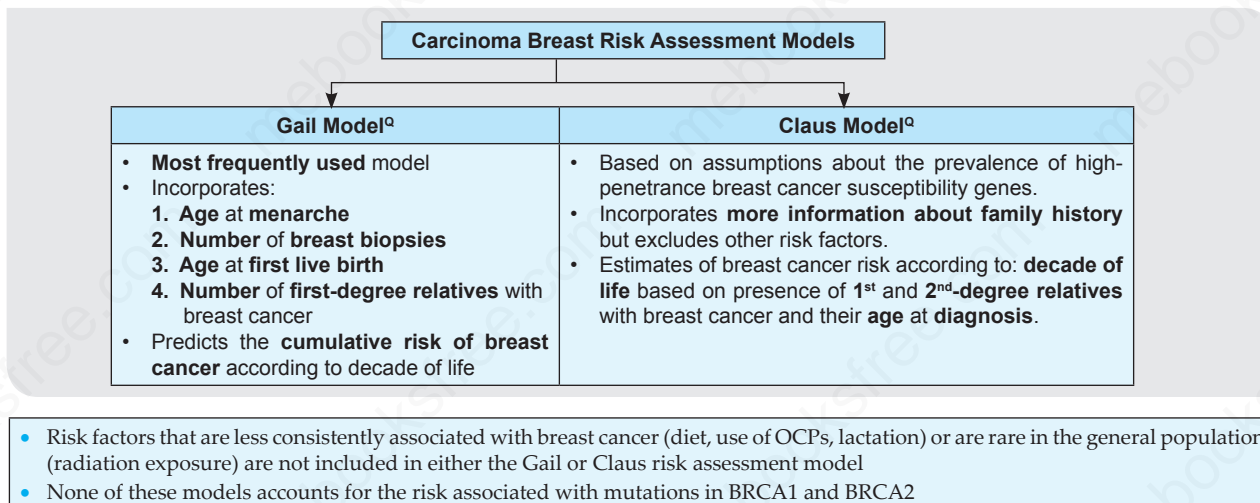 Carcinoma Breast Risk Assessment Models
Gail ModelQ
• Most frequently used model
• Incorporates:
1. Age at menarche
2. Number of breast biopsies
3. Age at first live birth
4. Number of first-degree relatives with
breast cancer
• Predicts the cumulative risk of breast
cancer according to decade of life
Claus ModelQ
• Based on assumptions about the prevalence of high-
penetrance breast cancer susceptibility genes.
• Incorporates more information about family history
but excludes other risk factors.
• Estimates of breast cancer risk according to: decade of
life based on presence of 1st and 2nd-degree relatives
with breast cancer and their age at diagnosis.
• Risk factors that are less consistently associated with breast cancer (diet, use of OCPs, lactation) or are rare in the general population
(radiation exposure) are not included in either the Gail or Claus risk assessment model
• None of these models accounts for the risk associated with mutations in BRCA1 and BRCA2